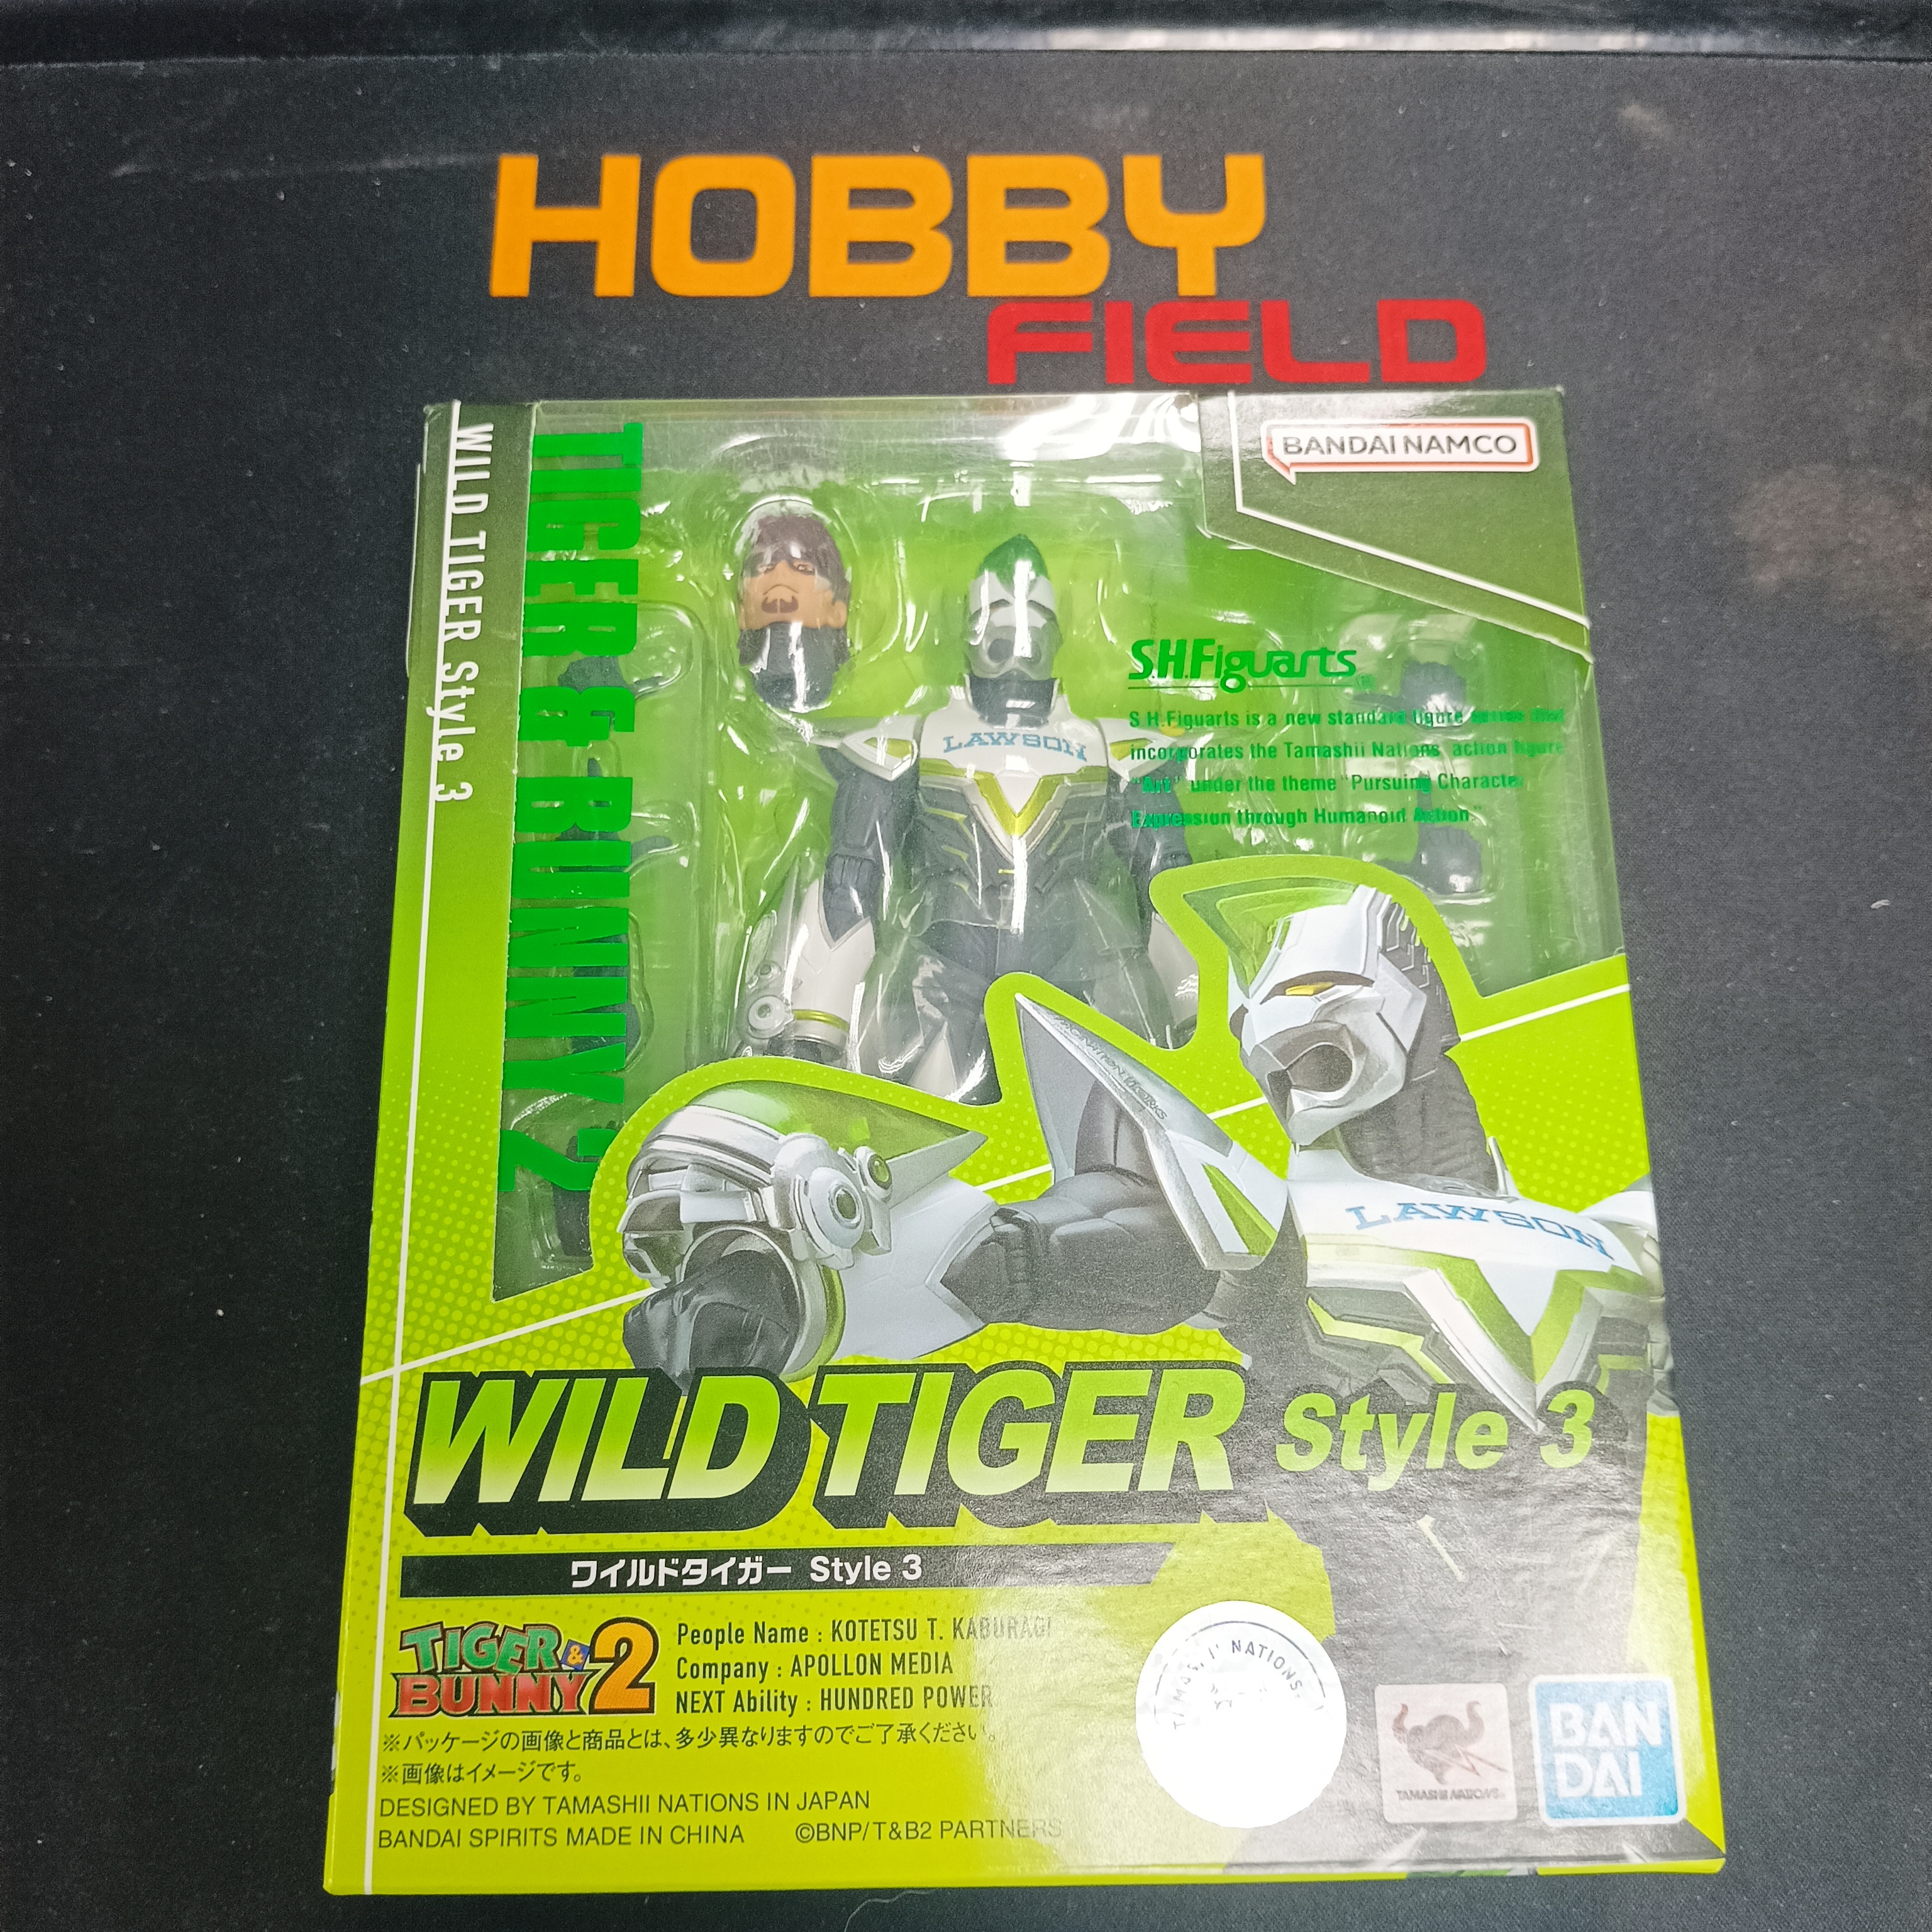 HOBBY
FIELD
WILD TIGER Style 3
TIGER & BUNNY 2
BANDAI NAMCO
S.H.Figuarts
S.H.Figuarts is a new standard figure series that
incorporates the Tamashii Nations' action figure
"Art" under the theme "Pursuing Character
Expression through Humanoid Action"
LAWSON
LAWSON
WILD TIGER Style 3
ワイルドタイガー Style 3
TIGER & BUNNY 2
People Name : KOTETSU T. KABURAGI
Company : APOLLON MEDIA
NEXT Ability : HUNDRED POWER
※パッケージの画像と商品とは、多少異なりますのでご了承ください。
※画像はイメージです。
DESIGNED BY TAMASHII NATIONS IN JAPAN
BANDAI SPIRITS MADE IN CHINA ©BNP/T&B2 PARTNERS
NATIONS
TAMASHII NATIONS
BAN
DAI